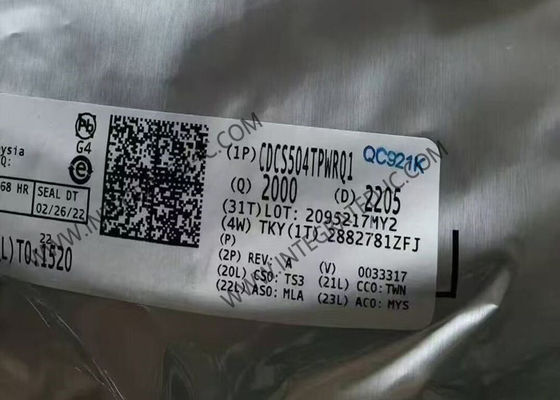 Pb
G4
e
ysia
Q:
68 HR
SEAL DT
02/26/22
22
L)TO:1520
(1P) CDCS504TPWRQ1
QC921K
(Q) 2000 (D) 2205
(31T)LOT: 2095217MY2
(4W) TKY(1T) 2882781ZFJ
(P)
(2P) REV: A (V) 0033317
(20L) CSO: TS3 (21L) CCO:TWN
(22L) ASO: MLA (23L) ACO: MYS